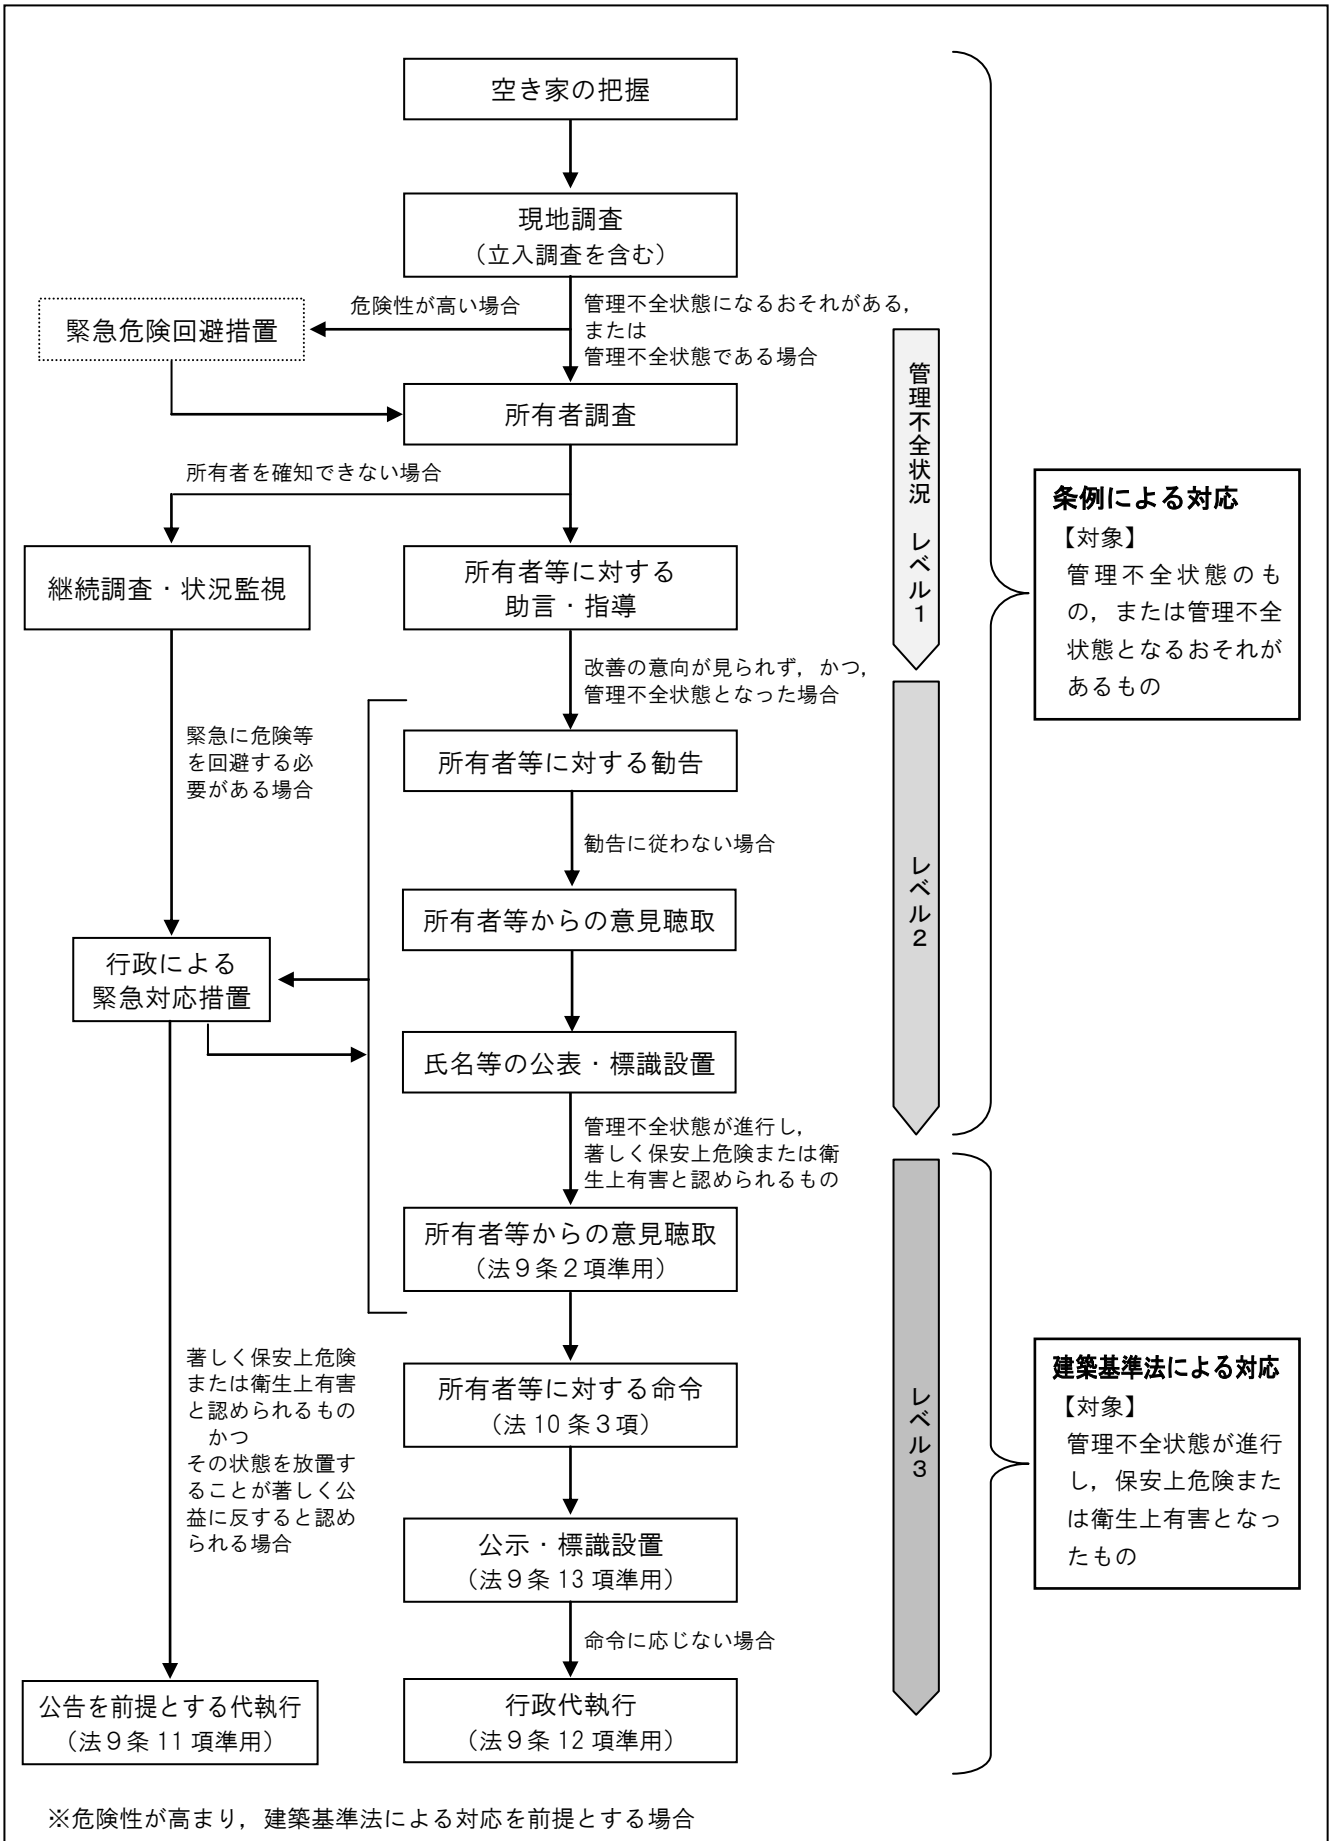 空き家の把握
現地調査
（立入調査を含む）
危険性が高い場合
管理不全状態になるおそれがある，
または
管理不全状態である場合
緊急危険回避措置
所有者調査
所有者を確知できない場合
継続調査・状況監視
所有者等に対する
助言・指導
改善の意向が見られず，かつ，
管理不全状態となった場合
緊急に危険等
を回避する必
要がある場合
所有者等に対する勧告
勧告に従わない場合
所有者等からの意見聴取
行政による
緊急対応措置
氏名等の公表・標識設置
管理不全状態が進行し，
著しく保安上危険または衛
生上有害と認められるもの
所有者等からの意見聴取
（法９条２項準用）
著しく保安上危険
または衛生上有害
と認められるもの
かつ
その状態を放置す
ることが著しく公
益に反すると認め
られる場合
所有者等に対する命令
（法 10 条３項）
公示・標識設置
（法９条 13 項準用）
命令に応じない場合
公告を前提とする代執行
（法９条 11 項準用）
行政代執行
（法９条 12 項準用）
管理不全状況 レベル１
レベル２
レベル３
条例による対応
【対象】
管理不全状態のも
の，または管理不全
状態となるおそれが
あるもの
建築基準法による対応
【対象】
管理不全状態が進行
し，保安上危険また
は衛生上有害となっ
たもの
※危険性が高まり，建築基準法による対応を前提とする場合